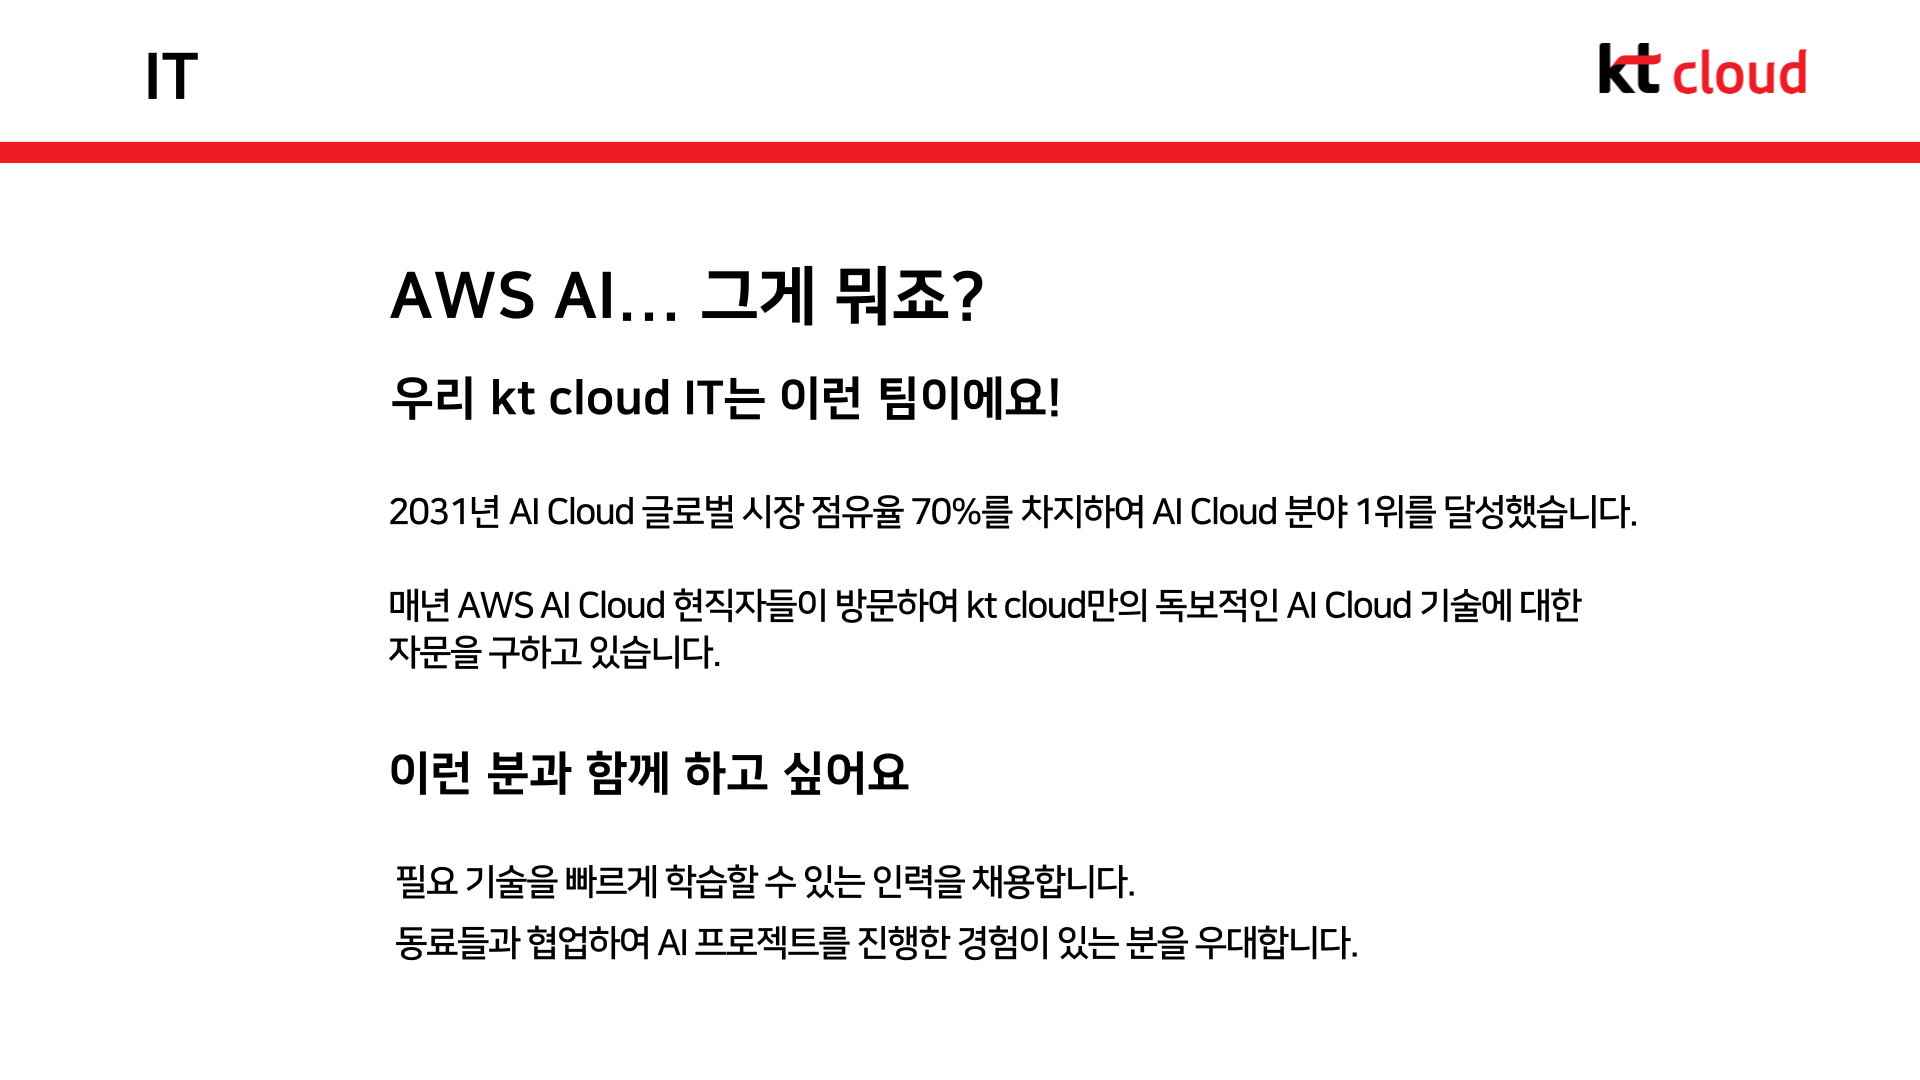 IT
kt cloud
AWS AI... 그게 뭐죠?
우리 kt cloud IT는 이런 팀이에요!
2031년 AI Cloud 글로벌 시장 점유율 70%를 차지하여 AI Cloud 분야 1위를 달성했습니다.
매년 AWS AI Cloud 현직자들이 방문하여 kt cloud만의 독보적인 AI Cloud 기술에 대한
자문을 구하고 있습니다.
이런 분과 함께 하고 싶어요
필요 기술을 빠르게 학습할 수 있는 인력을 채용합니다.
동료들과 협업하여 AI 프로젝트를 진행한 경험이 있는 분을 우대합니다.